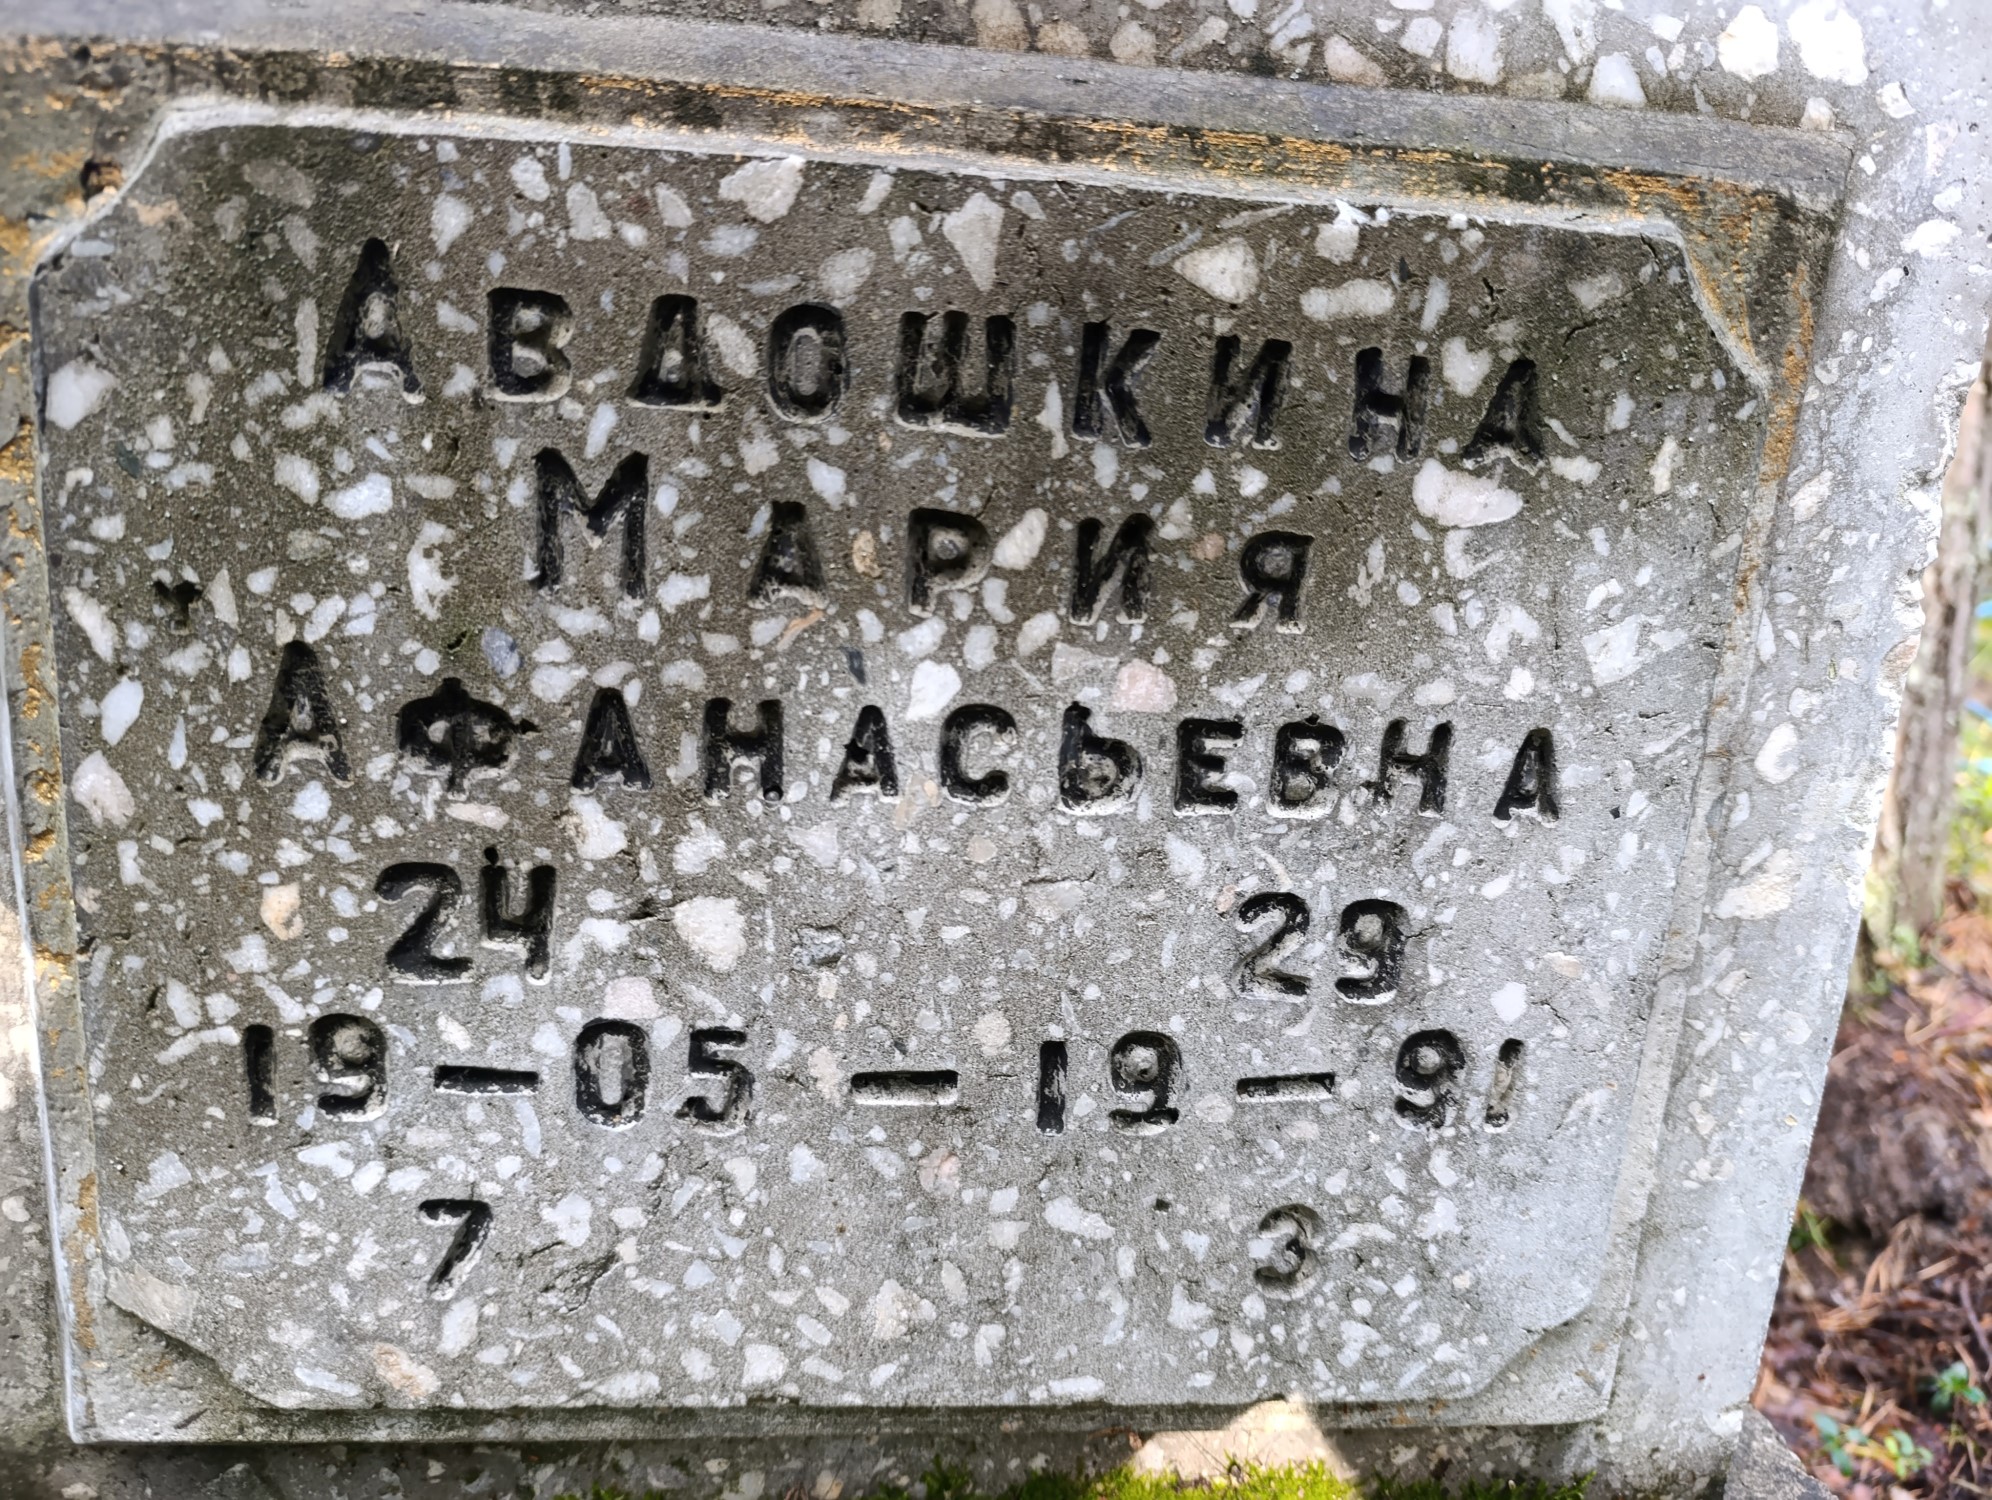 Авдошкина
Мария
Афанасьевна
24 29
19—05—19—91
7 3